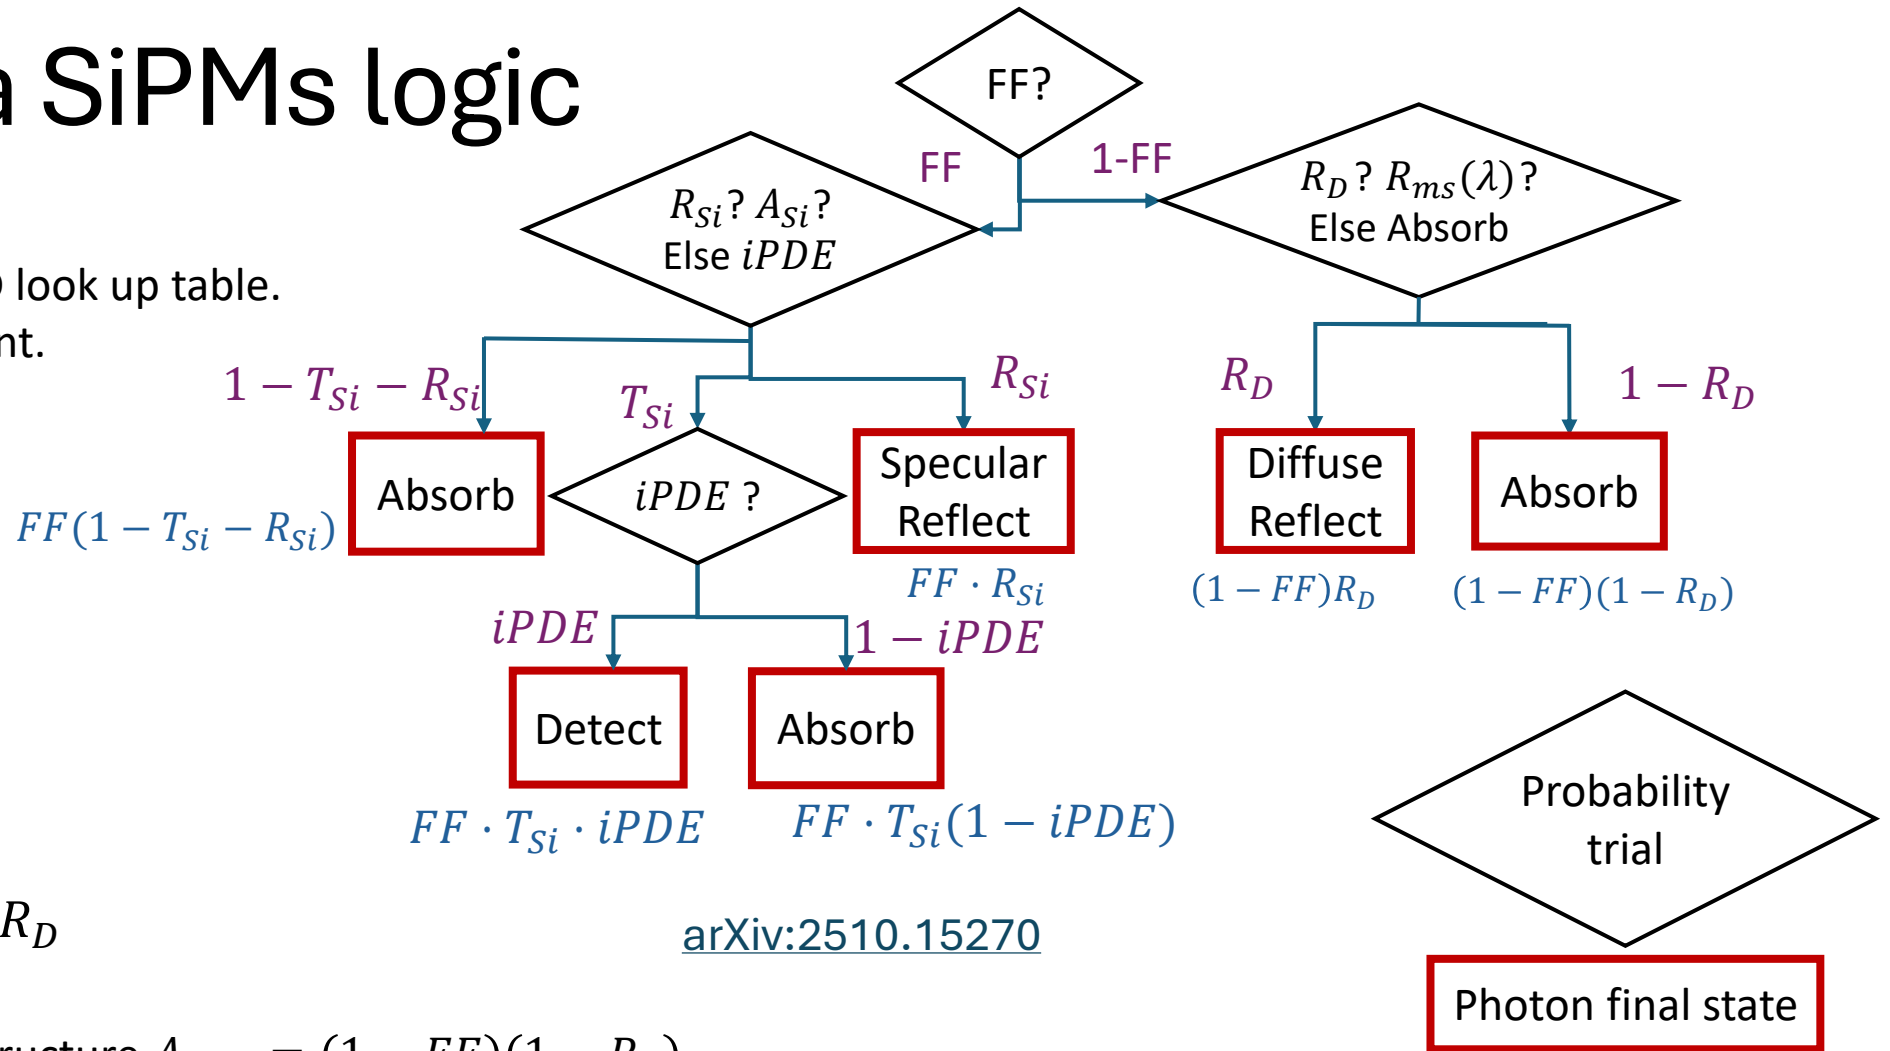 a SiPMs logic
FF?
FF
1-FF
R_Si? A_Si?
Else iPDE
R_D? R_ms(λ)?
Else Absorb
look up table.
nt.
1 − T_Si − R_Si
T_Si
R_Si
R_D
1 − R_D
Absorb
iPDE ?
Specular
Reflect
Diffuse
Reflect
Absorb
FF(1 − T_Si − R_Si)
FF · R_Si
(1 − FF)R_D
(1 − FF)(1 − R_D)
iPDE
1 − iPDE
Detect
Absorb
FF · T_Si · iPDE
FF · T_Si(1 − iPDE)
Probability
trial
R_D
arXiv:2510.15270
Photon final state
= (1 − FF)(1 − R